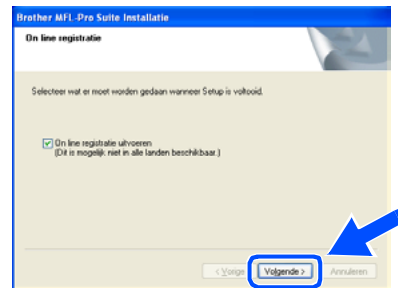 Brother MFL-Pro Suite Installatie
On line registratie
Selecteer wat er moet worden gedaan wanneer Setup is voltooid.
On line registratie uitvoeren
(Dit is mogelijk niet in alle landen beschikbaar.)
< Vorige
Volgende >
Annuleren